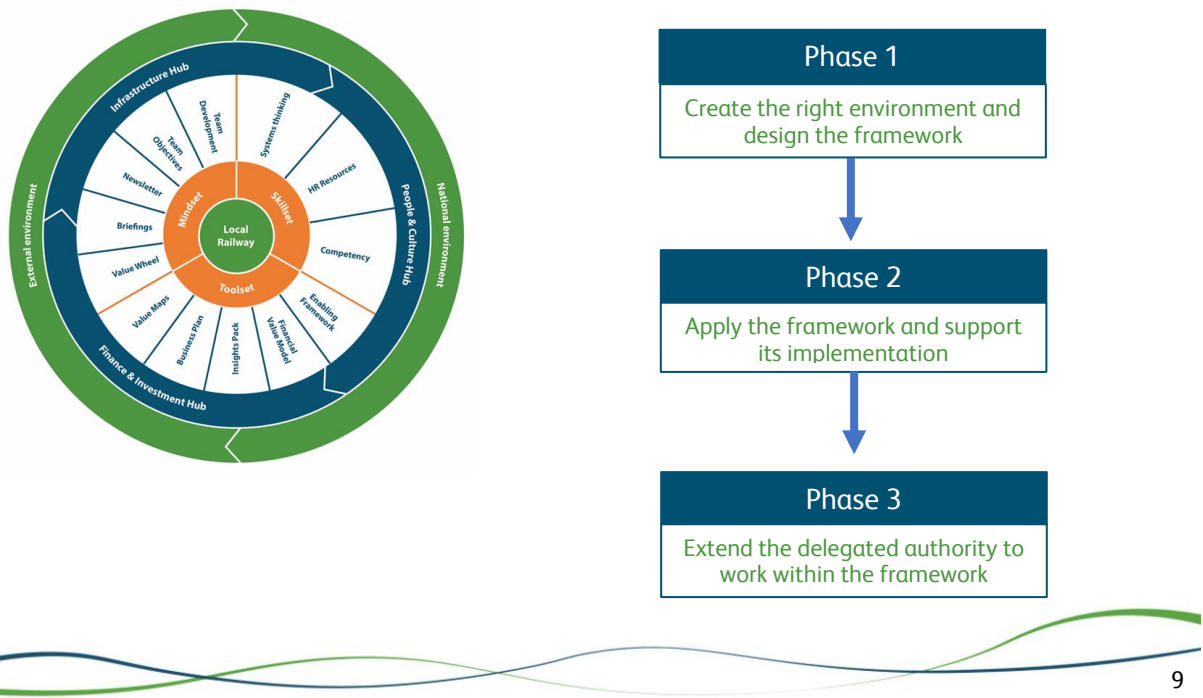 External environment
National environment
Infrastructure Hub
People & Culture Hub
Finance & Investment Hub
Mindset
Skillset
Toolset
Local
Railway
Systems thinking
HR Resources
Competency
Enabling
Framework
Financial
Value Model
Insights Pack
Business Plan
Value Maps
Value Wheel
Briefings
Newsletter
Team
Objectives
Team
Development
Phase 1
Create the right environment and
design the framework
Phase 2
Apply the framework and support
its implementation
Phase 3
Extend the delegated authority to
work within the framework
9